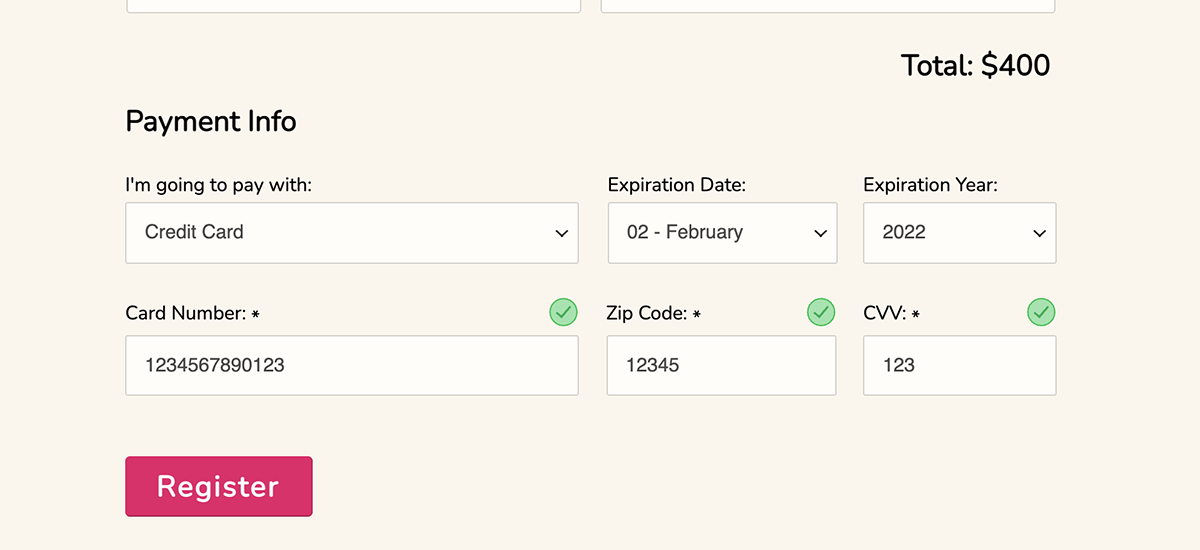 Total: $400
Payment Info
I'm going to pay with:
Expiration Date:
Expiration Year:
Credit Card
02 - February
2022
Card Number: *
Zip Code: *
CVV: *
1234567890123
12345
123
Register